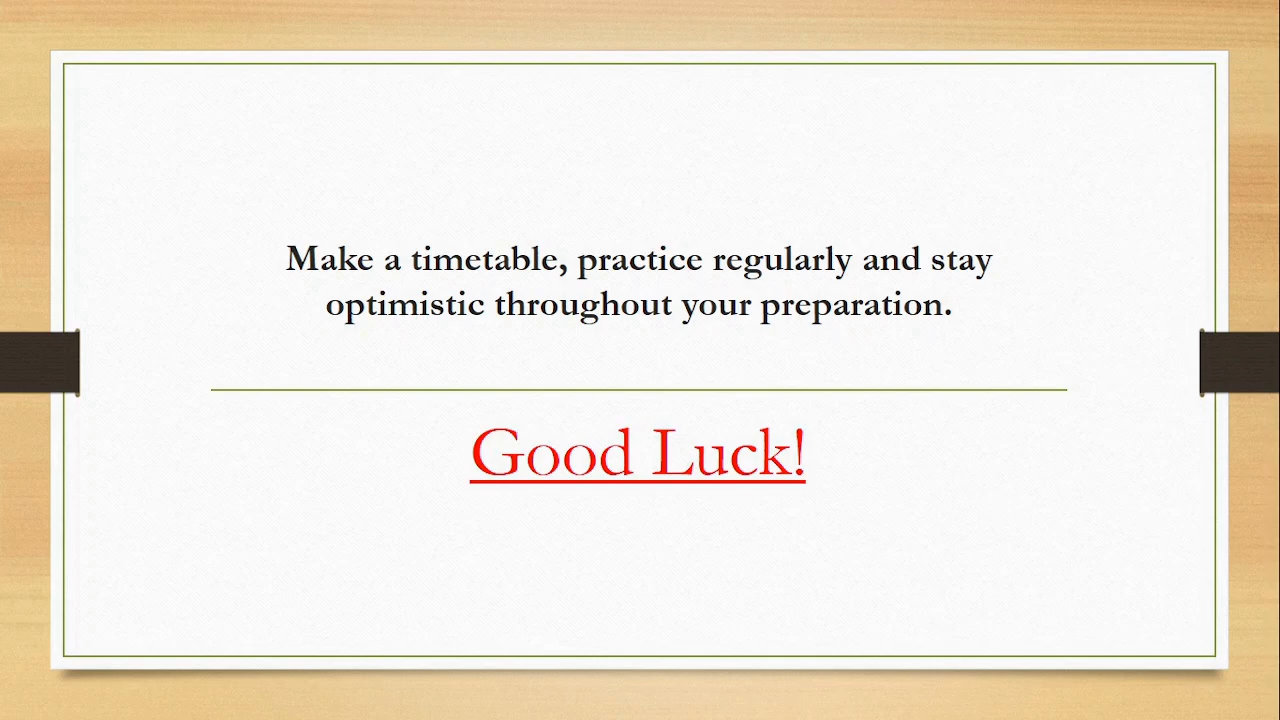 Make a timetable, practice regularly and stay
optimistic throughout your preparation.
Good Luck!